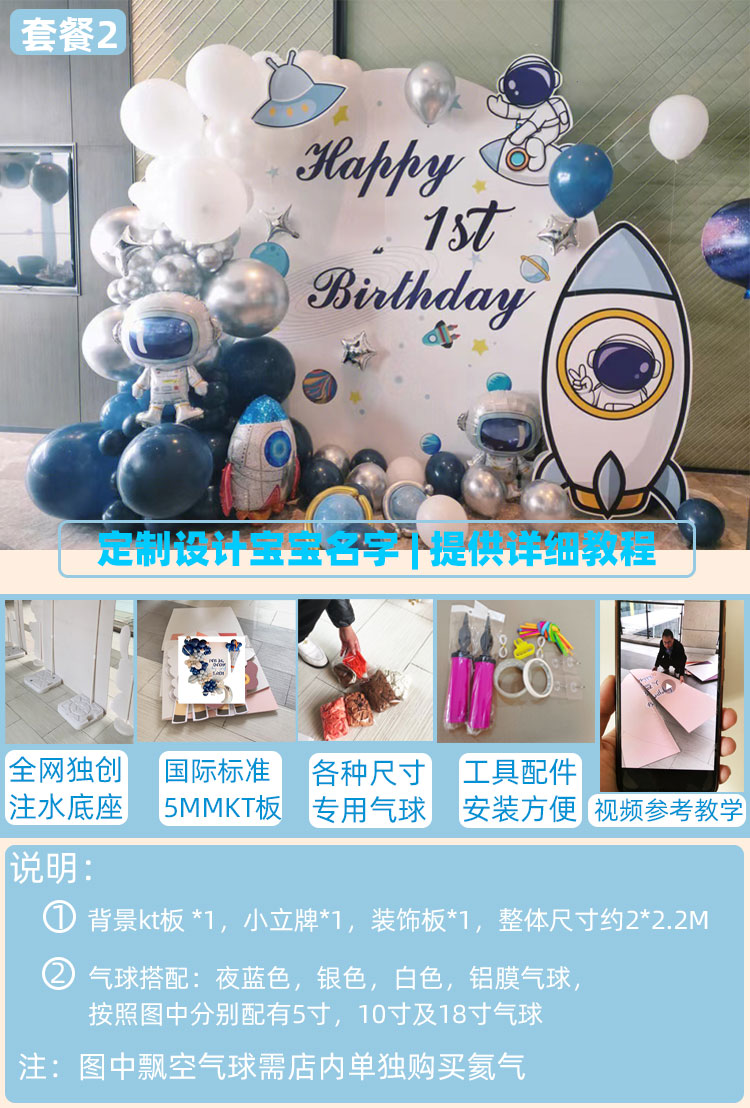 套餐2
Happy
1st
Birthday
定制设计宝宝名字 | 提供详细教程
全网独创
注水底座
国际标准
5MMKT板
各种尺寸
专用气球
工具配件
安装方便
视频参考教学
说明：
① 背景kt板 *1，小立牌*1，装饰板*1，整体尺寸约2*2.2M
② 气球搭配：夜蓝色，银色，白色，铝膜气球，
按照图中分别配有5寸，10寸及18寸气球
注：图中飘空气球需店内单独购买氦气